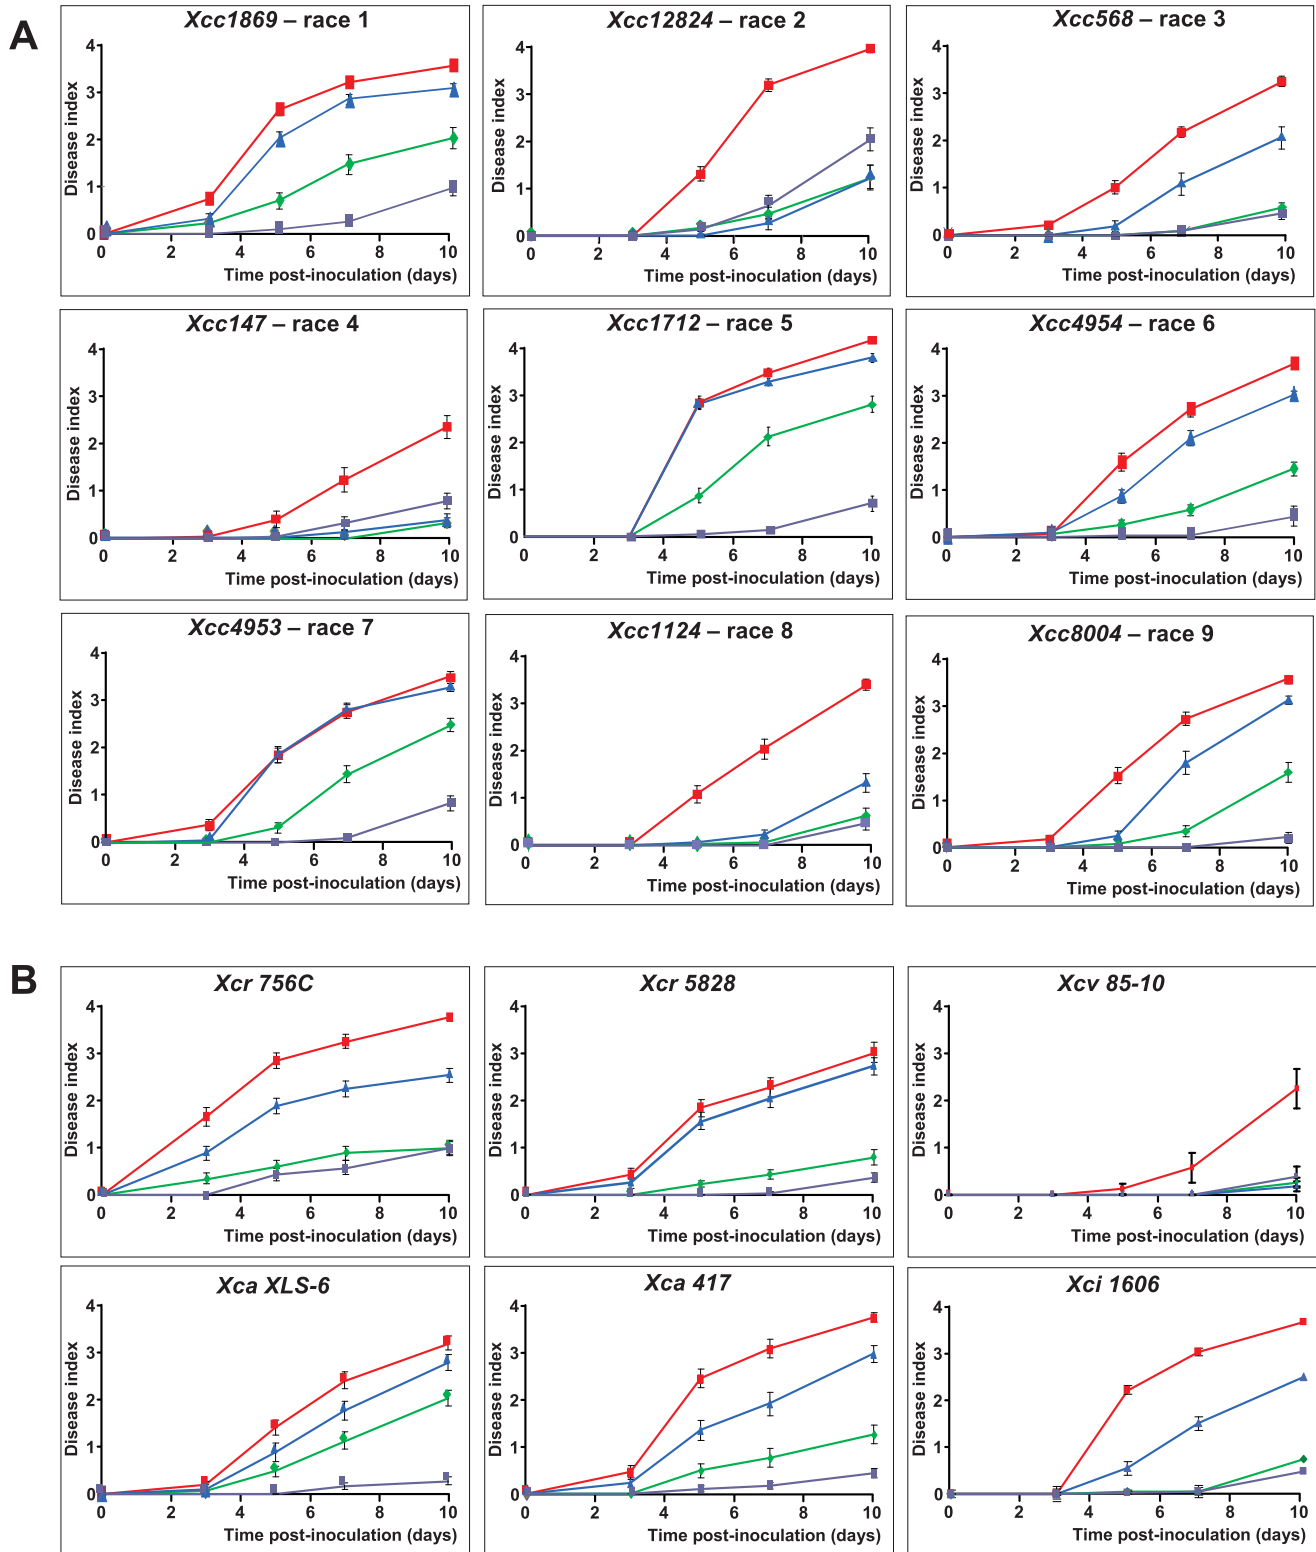 A
Xcc1869 – race 1
Disease index
4
3
2
1
0
0 2 4 6 8 10
Time post-inoculation (days)
Xcc12824 – race 2
Disease index
4
3
2
1
0
0 2 4 6 8 10
Time post-inoculation (days)
Xcc568 – race 3
Disease index
4
3
2
1
0
0 2 4 6 8 10
Time post-inoculation (days)
Xcc147 – race 4
Disease index
4
3
2
1
0
0 2 4 6 8 10
Time post-inoculation (days)
Xcc1712 – race 5
Disease index
4
3
2
1
0
0 2 4 6 8 10
Time post-inoculation (days)
Xcc4954 – race 6
Disease index
4
3
2
1
0
0 2 4 6 8 10
Time post-inoculation (days)
Xcc4953 – race 7
Disease index
4
3
2
1
0
0 2 4 6 8 10
Time post-inoculation (days)
Xcc1124 – race 8
Disease index
4
3
2
1
0
0 2 4 6 8 10
Time post-inoculation (days)
Xcc8004 – race 9
Disease index
4
3
2
1
0
0 2 4 6 8 10
Time post-inoculation (days)
B
Xcr 756C
Disease index
4
3
2
1
0
0 2 4 6 8 10
Time post-inoculation (days)
Xcr 5828
Disease index
4
3
2
1
0
0 2 4 6 8 10
Time post-inoculation (days)
Xcv 85-10
Disease index
4
3
2
1
0
0 2 4 6 8 10
Time post-inoculation (days)
Xca XLS-6
Disease index
4
3
2
1
0
0 2 4 6 8 10
Time post-inoculation (days)
Xca 417
Disease index
4
3
2
1
0
0 2 4 6 8 10
Time post-inoculation (days)
Xci 1606
Disease index
4
3
2
1
0
0 2 4 6 8 10
Time post-inoculation (days)